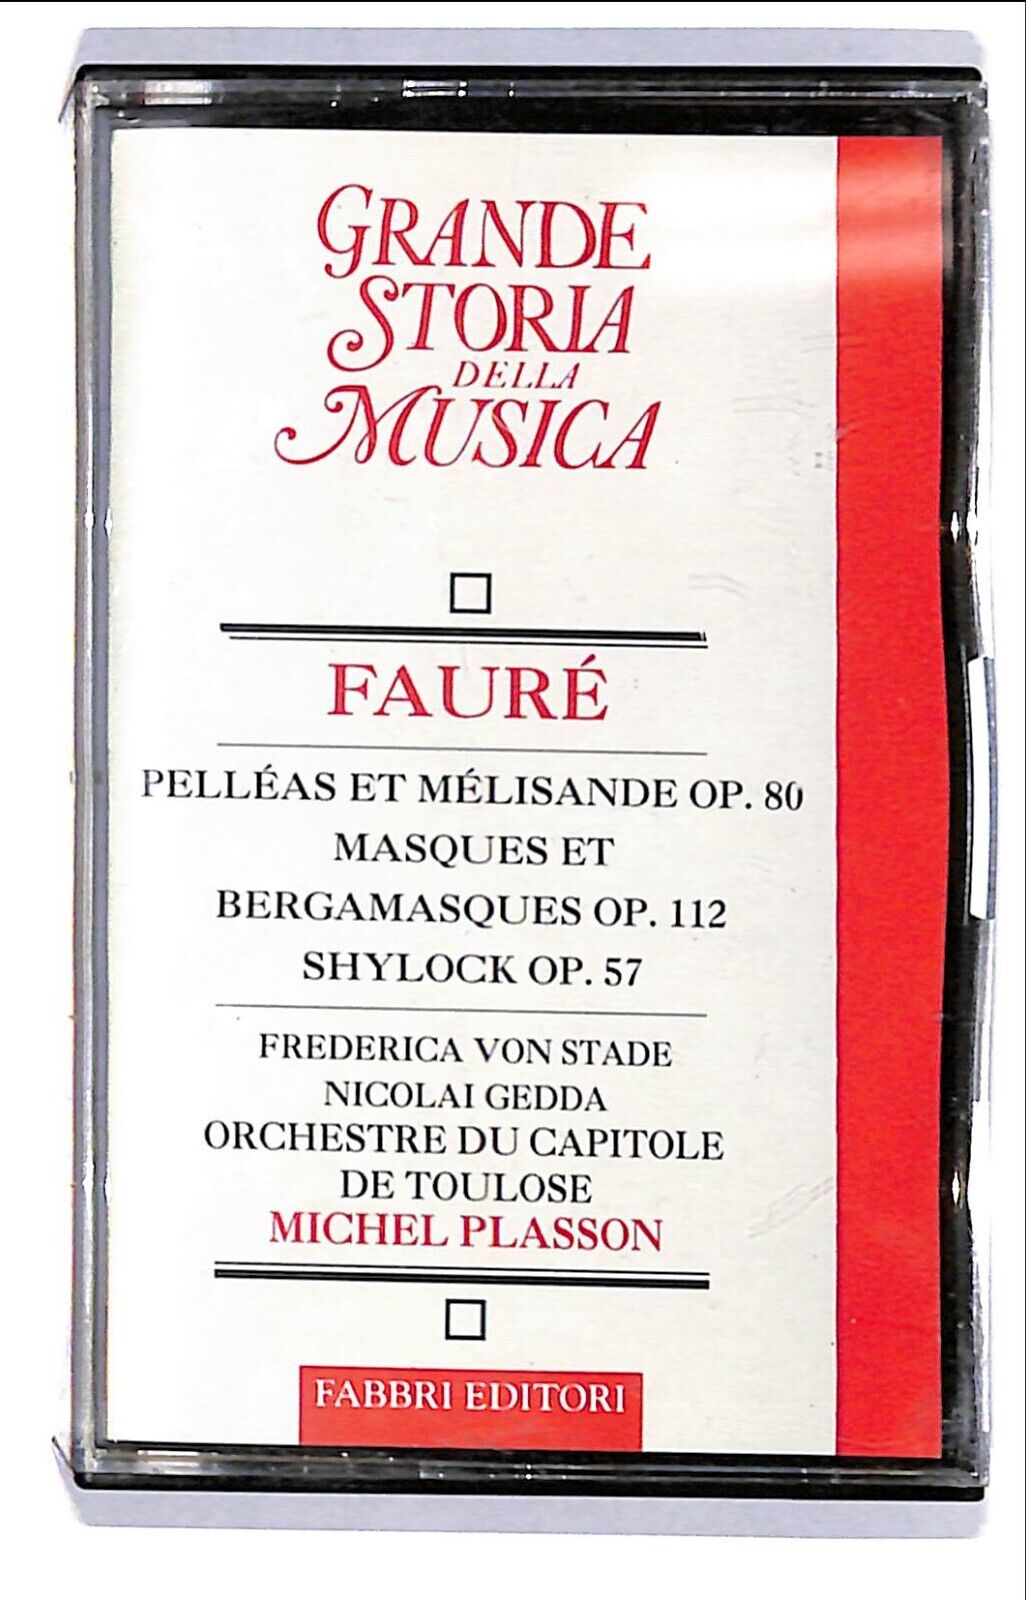 GRANDE
STORIA
DELLA
MUSICA
FAURÉ
PELLÉAS ET MÉLISANDE OP. 80
MASQUES ET
BERGAMASQUES OP. 112
SHYLOCK OP. 57
FREDERICA VON STADE
NICOLAI GEDDA
ORCHESTRE DU CAPITOLE
DE TOULOSE
MICHEL PLASSON
FABBRI EDITORI